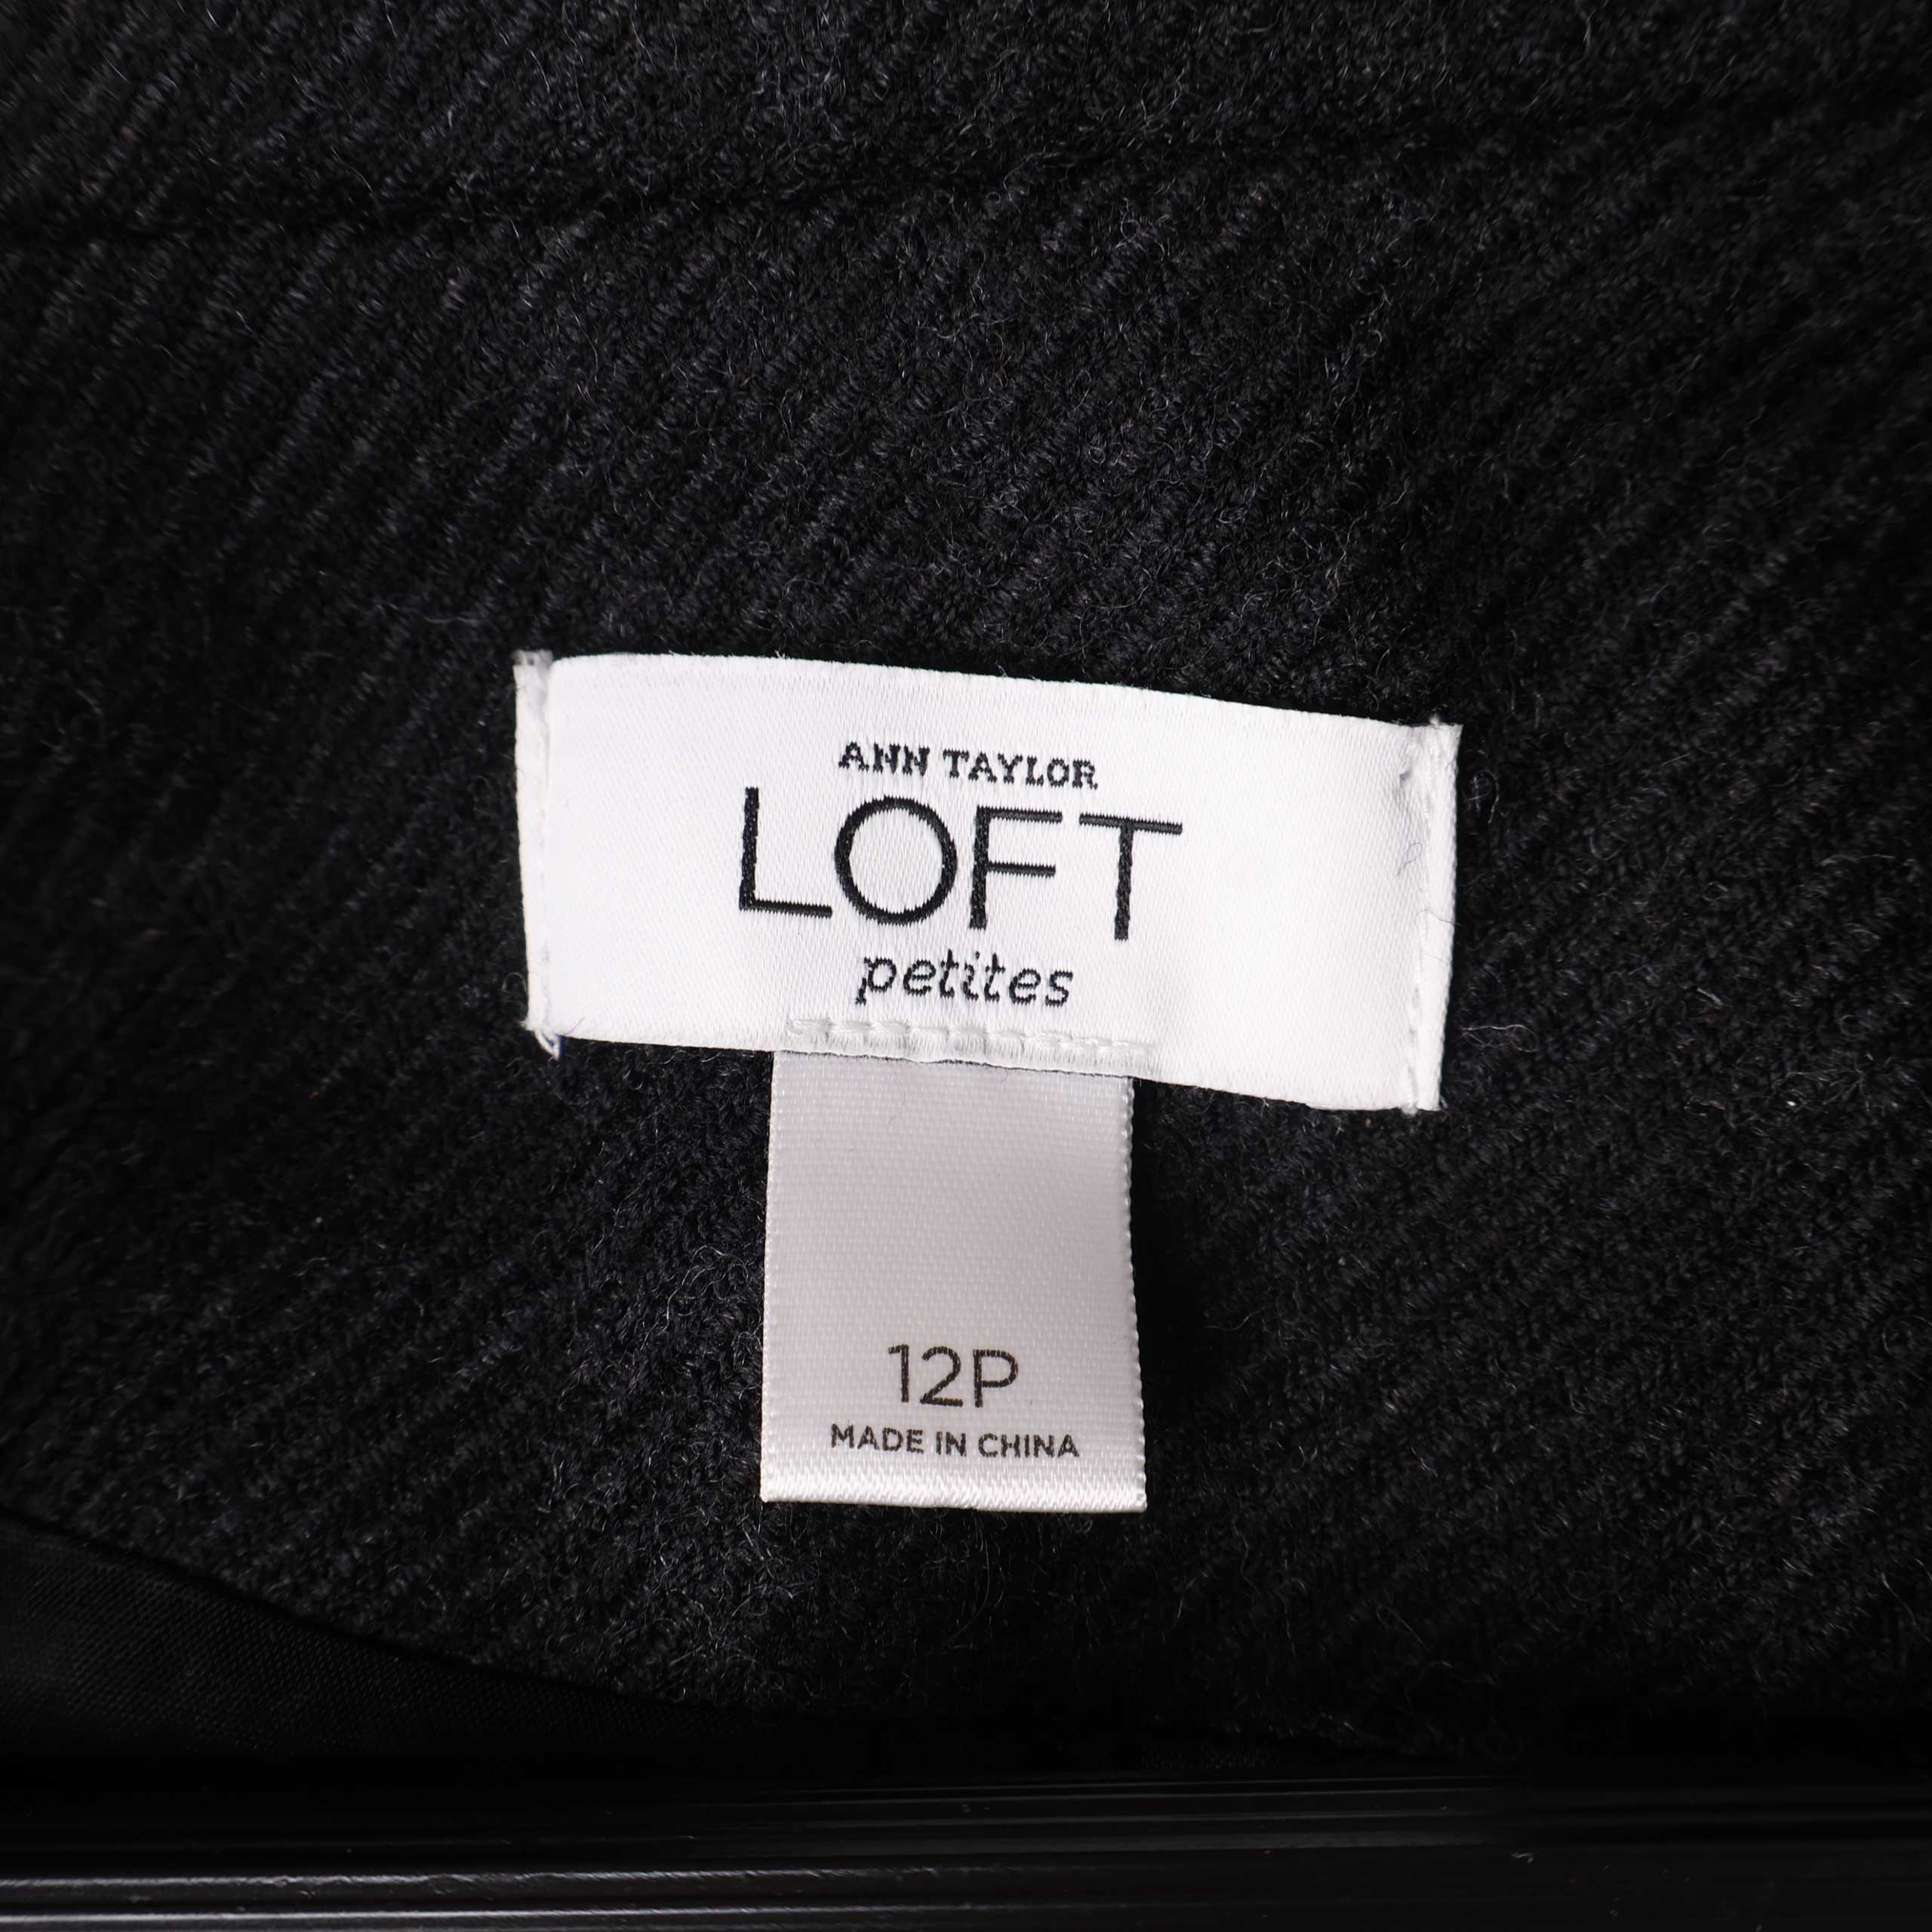 ANN TAYLOR
LOFT
petites
12P
MADE IN CHINA